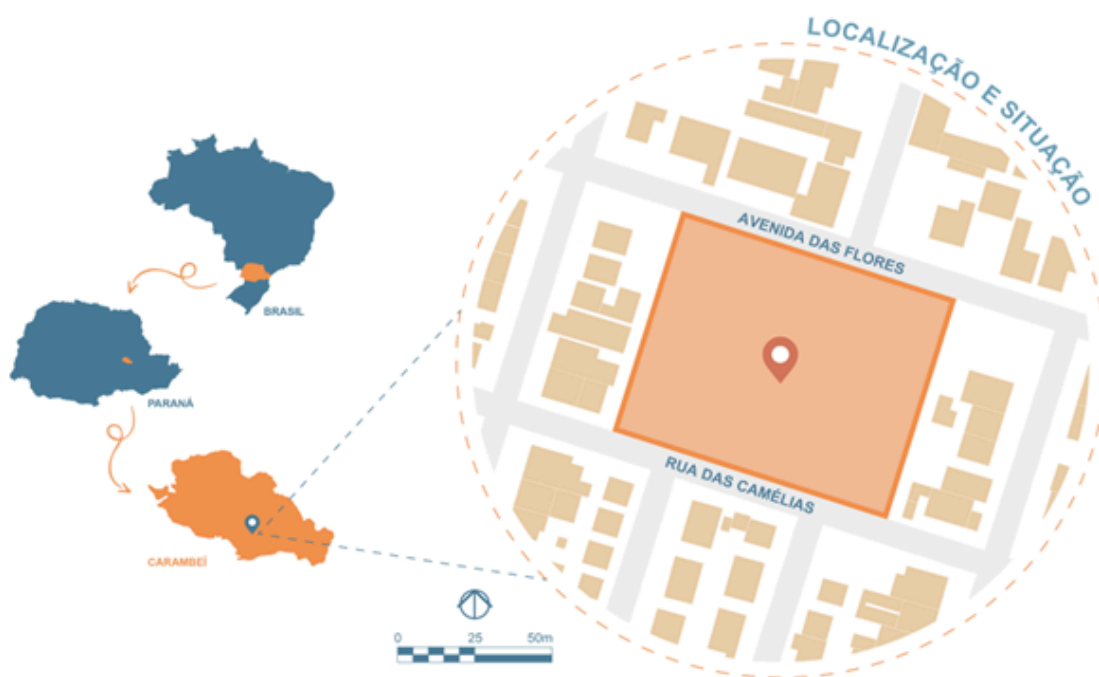 LOCALIZAÇÃO E SITUAÇÃO
BRASIL
PARANÁ
CARAMBEÍ
AVENIDA DAS FLORES
RUA DAS CAMÉLIAS
0 25 50m